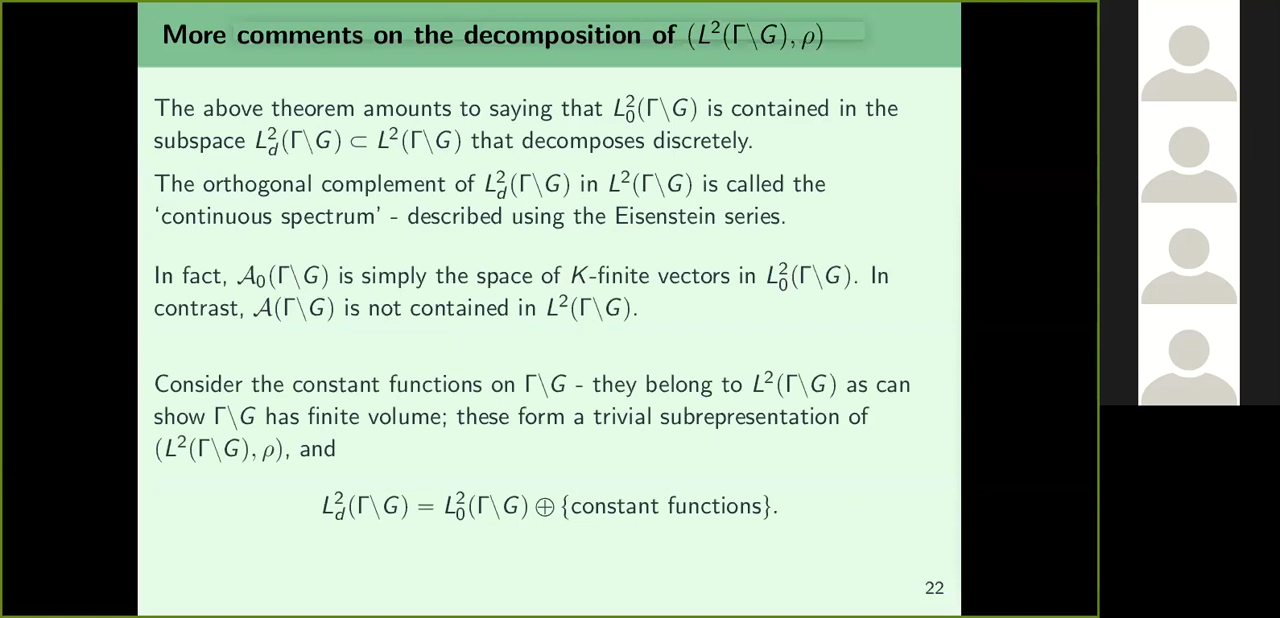 More comments on the decomposition of (L²(Γ\G), ρ)
The above theorem amounts to saying that L²₀(Γ\G) is contained in the
subspace L²_d(Γ\G) ⊂ L²(Γ\G) that decomposes discretely.
The orthogonal complement of L²_d(Γ\G) in L²(Γ\G) is called the
‘continuous spectrum’ - described using the Eisenstein series.
In fact, 𝒜₀(Γ\G) is simply the space of K-finite vectors in L²₀(Γ\G). In
contrast, 𝒜(Γ\G) is not contained in L²(Γ\G).
Consider the constant functions on Γ\G - they belong to L²(Γ\G) as can
show Γ\G has finite volume; these form a trivial subrepresentation of
(L²(Γ\G), ρ), and
L²_d(Γ\G) = L²₀(Γ\G) ⊕ {constant functions}.
22